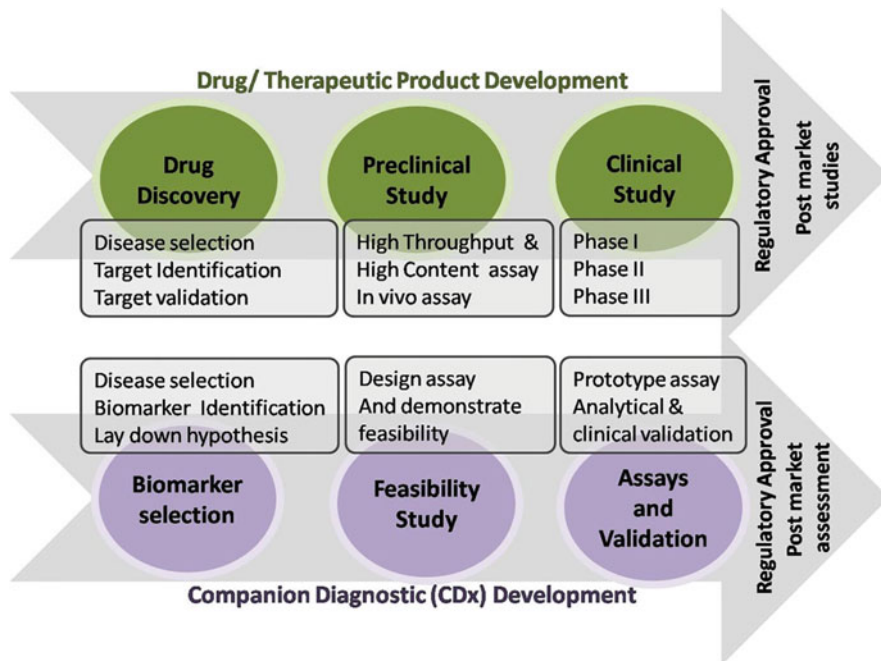 Drug/ Therapeutic Product Development
Drug
Discovery
Preclinical
Study
Clinical
Study
Disease selection
Target Identification
Target validation
High Throughput &
High Content assay
In vivo assay
Phase I
Phase II
Phase III
Regulatory Approval
Post market
studies
Disease selection
Biomarker Identification
Lay down hypothesis
Design assay
And demonstrate
feasibility
Prototype assay
Analytical &
clinical validation
Biomarker
selection
Feasibility
Study
Assays
and
Validation
Regulatory Approval
Post market
assessment
Companion Diagnostic (CDx) Development